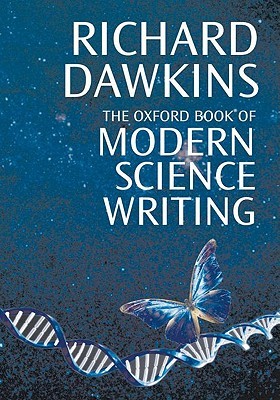 RICHARD
DAWKINS
THE OXFORD BOOK OF
MODERN
SCIENCE
WRITING